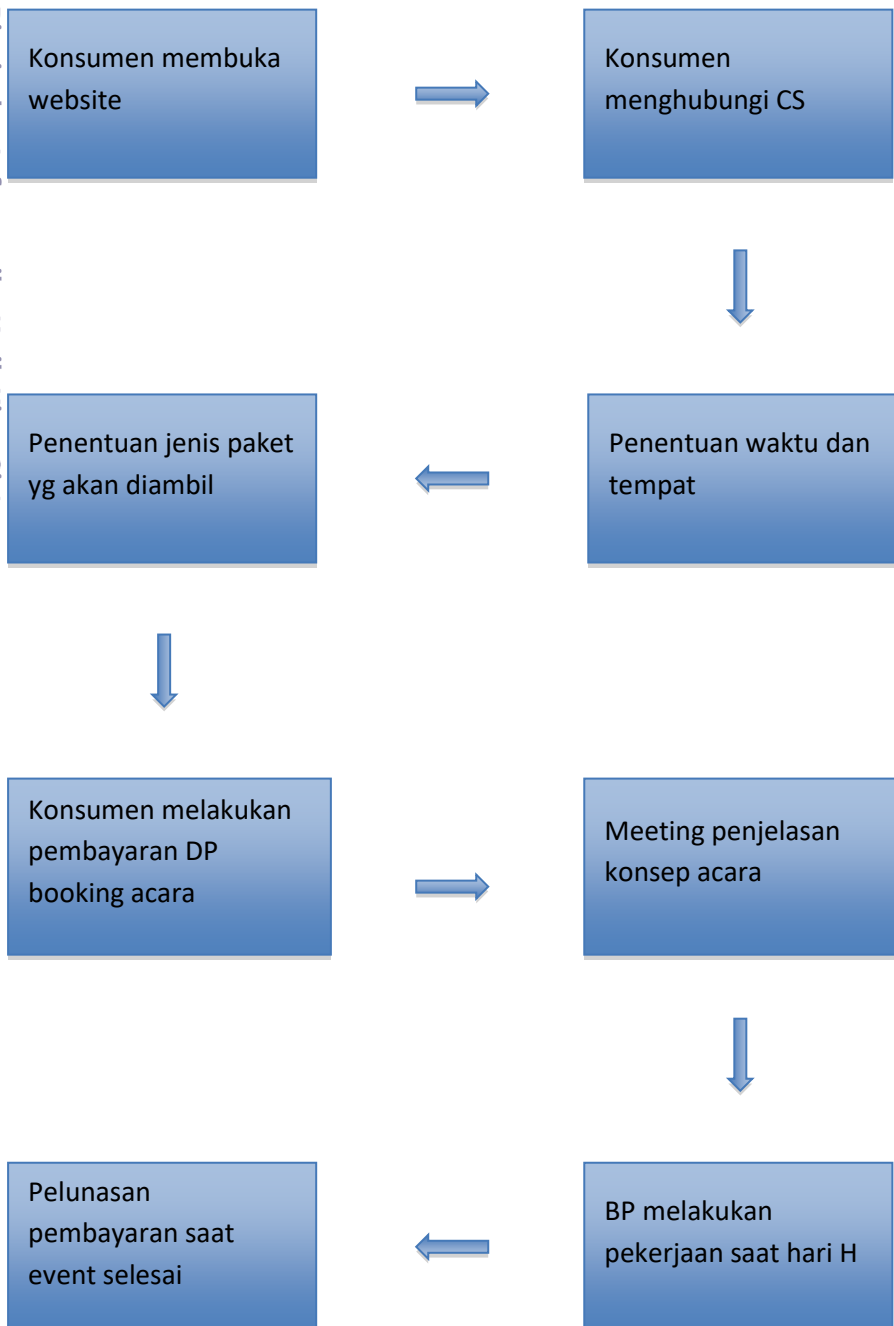 Konsumen membuka
website
Konsumen
menghubungi CS
Penentuan waktu dan
tempat
Penentuan jenis paket
yg akan diambil
Konsumen melakukan
pembayaran DP
booking acara
Meeting penjelasan
konsep acara
BP melakukan
pekerjaan saat hari H
Pelunasan
pembayaran saat
event selesai